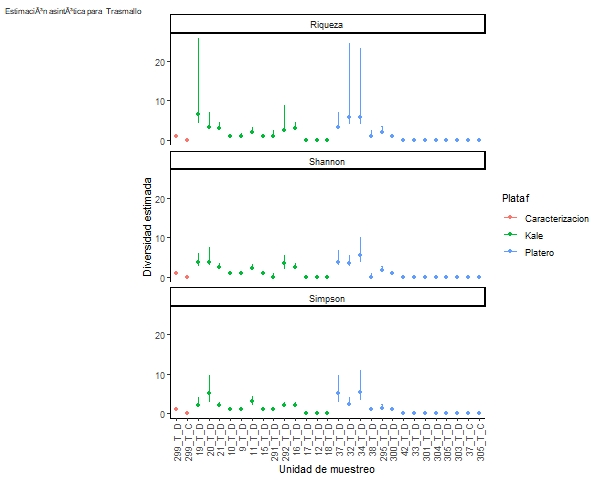 EstimaciÃ³n asintÃ³tica para Trasmallo
Riqueza
20
10
0
Shannon
20
10
0
Simpson
20
10
0
Diversidad estimada
299_T_D
299_T_C
19_T_D
20_T_D
21_T_D
10_T_D
9_T_D
11_T_D
15_T_D
291_T_D
292_T_D
16_T_D
17_T_D
12_T_D
18_T_D
37_T_D
32_T_D
34_T_D
38_T_D
295_T_D
300_T_D
42_T_D
33_T_D
301_T_D
304_T_D
305_T_D
303_T_D
37_T_C
305_T_C
Unidad de muestreo
Plataf
Caracterizacion
Kale
Platero